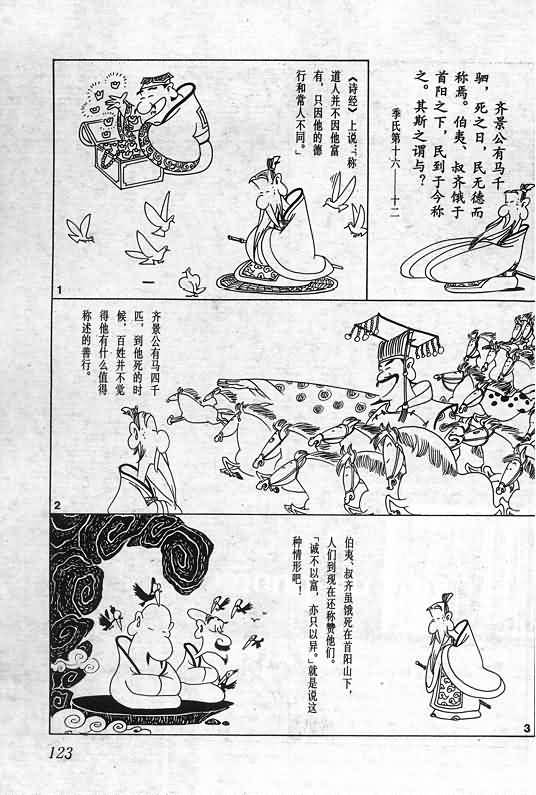 齐景公有马千
驷，死之日，民无德而
称焉。伯夷、叔齐饿于
首阳之下，民到于今称
之。其斯之谓与？
季氏第十六——十二
《诗经》上说：“称
道人并不因他富
有，只因他的德
行和常人不同。”
1
齐景公有马四千
匹，到他死的时
候，百姓并不觉
得他有什么值得
称述的善行。
2
伯夷、叔齐虽饿死在首阳山下，
人们到现在还称赞他们。
“诚不以富，亦只以异。”就是说这
种情形吧！
3
123